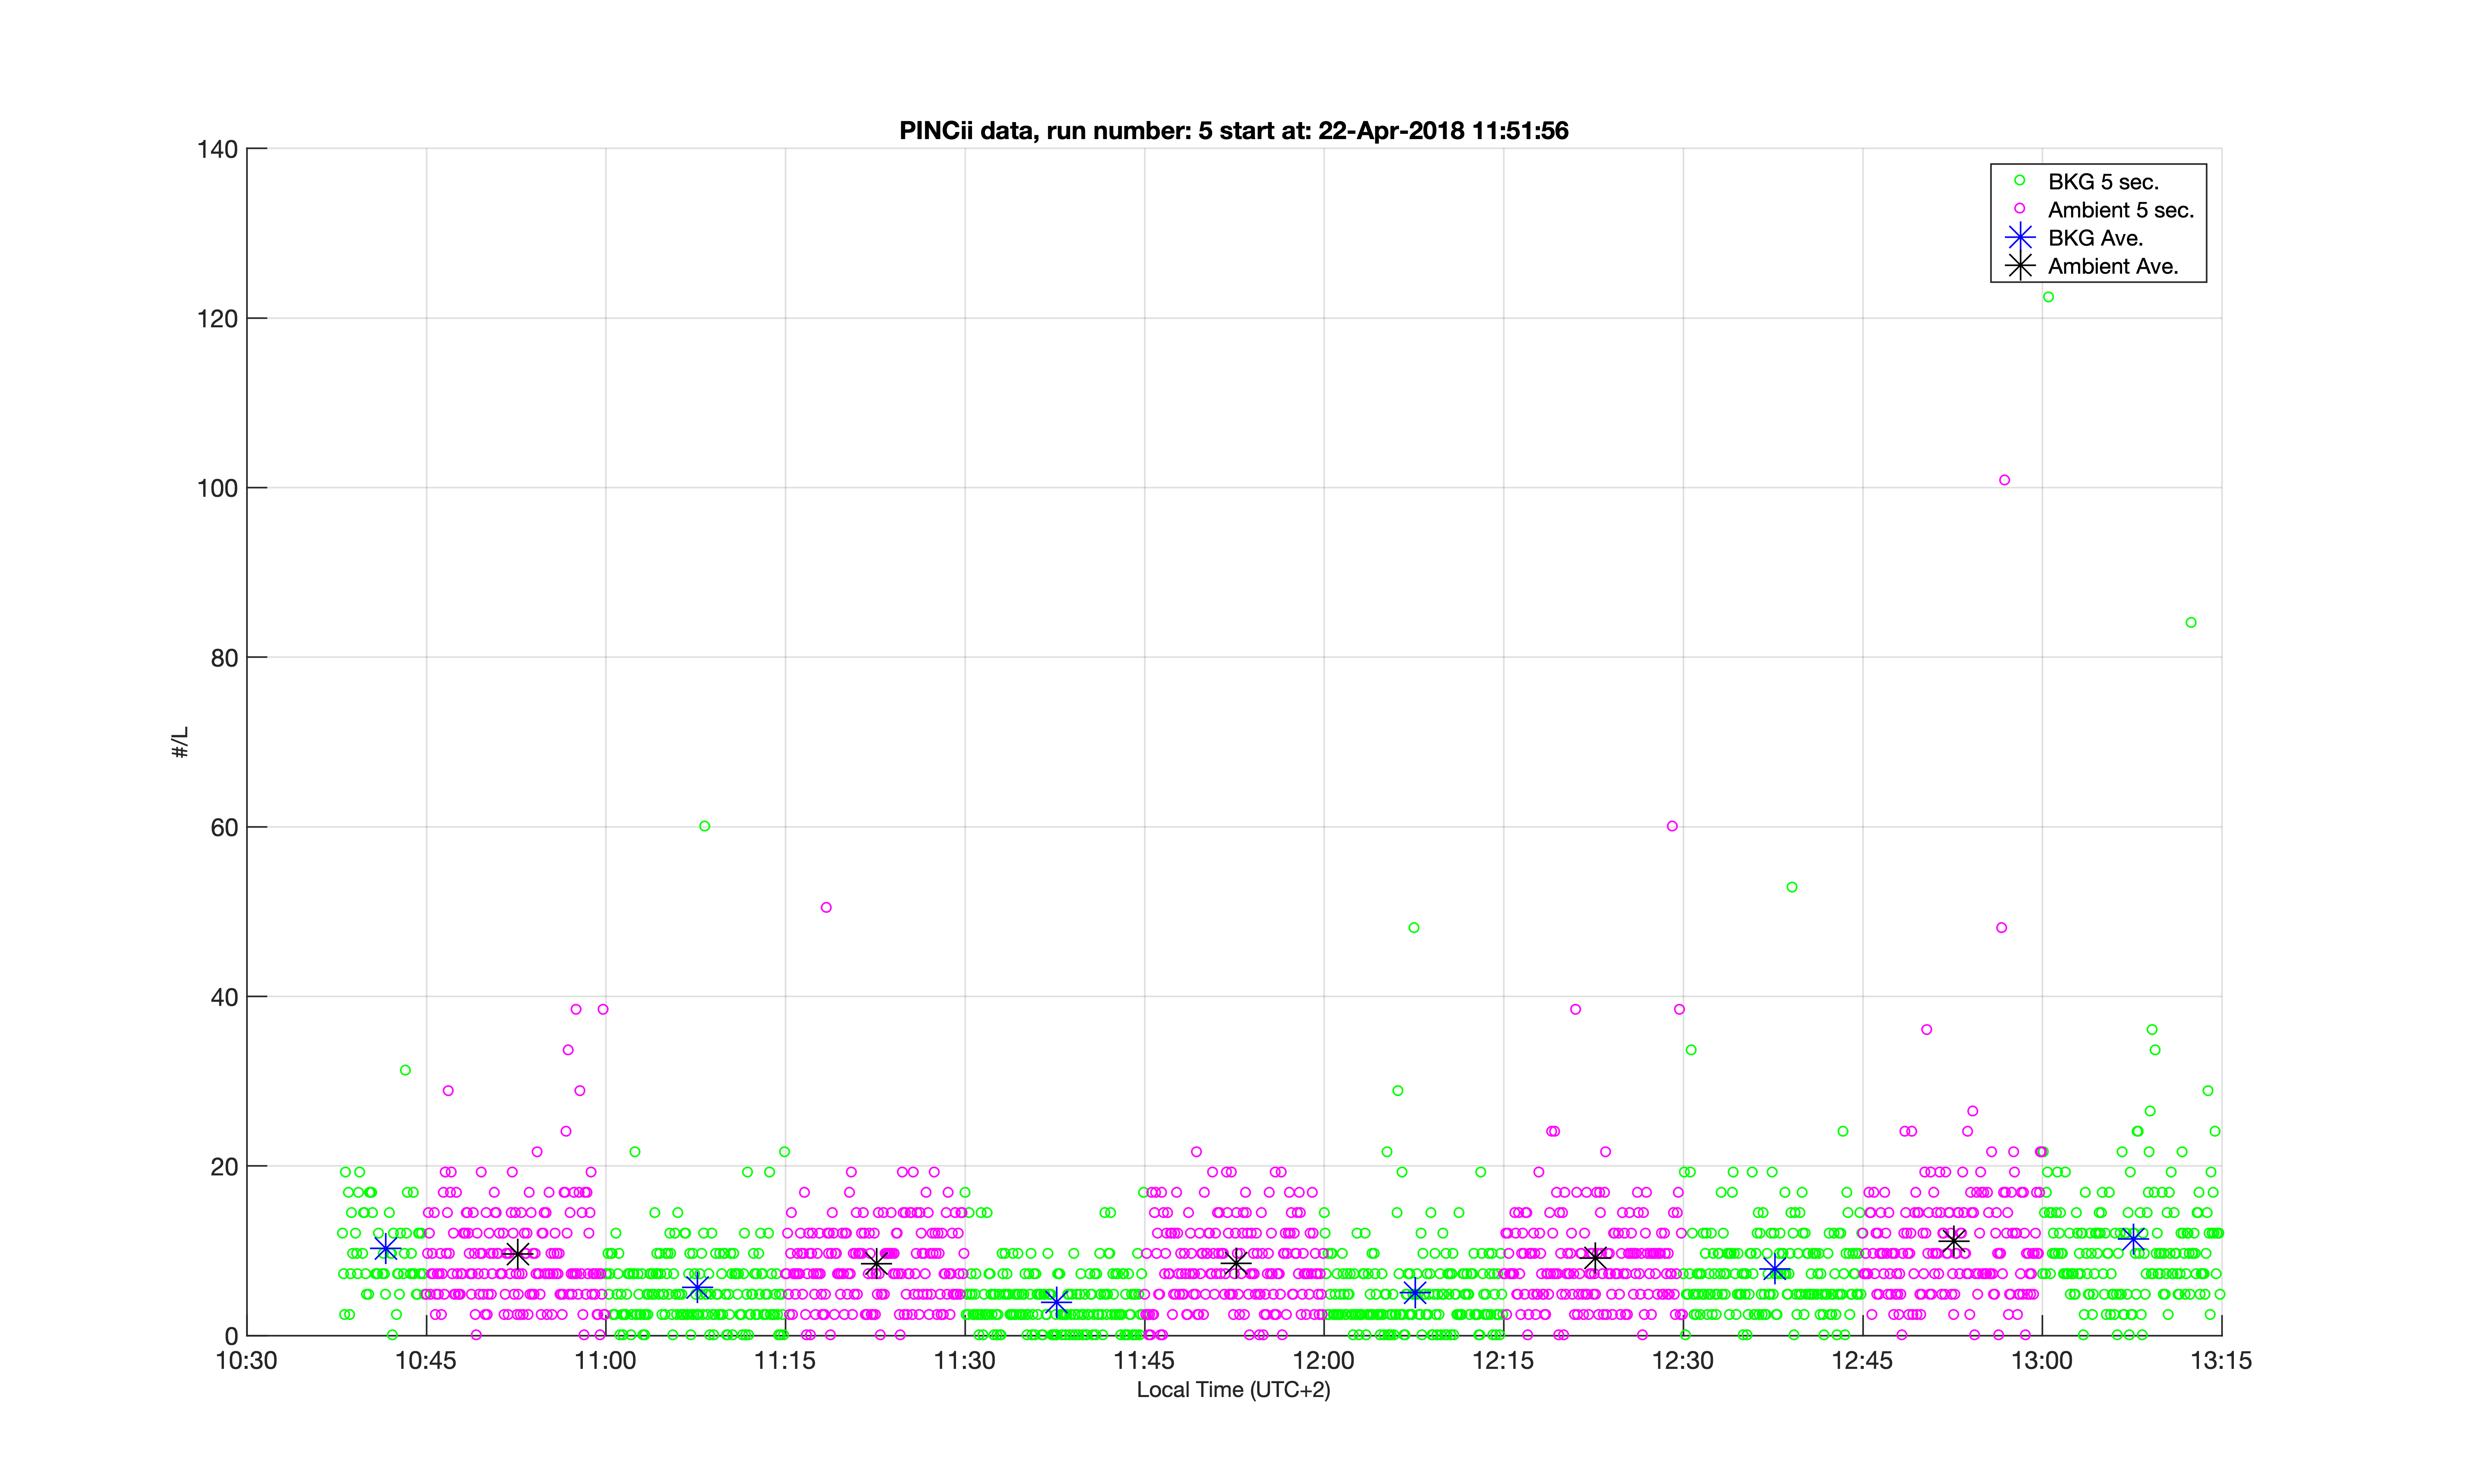 PINCii data, run number: 5 start at: 22-Apr-2018 11:51:56
140
120
100
80
60
40
20
0
#/L
BKG 5 sec.
Ambient 5 sec.
BKG Ave.
Ambient Ave.
10:30 10:45 11:00 11:15 11:30 11:45 12:00 12:15 12:30 12:45 13:00 13:15
Local Time (UTC+2)